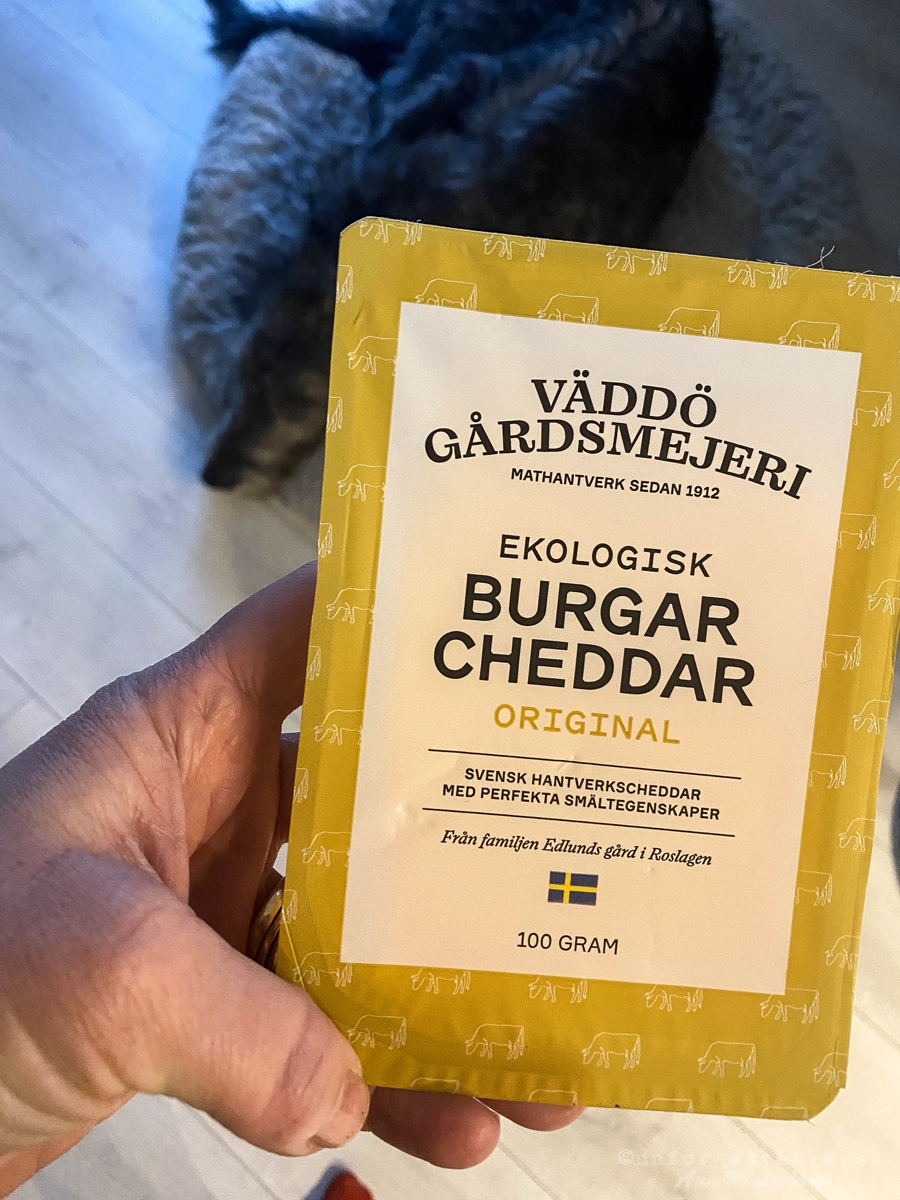 VÄDDÖ
GÅRDSMEJERI
MATHANTVERK SEDAN 1912
EKOLOGISK
BURGAR
CHEDDAR
ORIGINAL
SVENSK HANTVERKSCHEDDAR
MED PERFEKTA SMÄLTEGENSKAPER
Från familjen Edlunds gård i Roslagen
100 GRAM